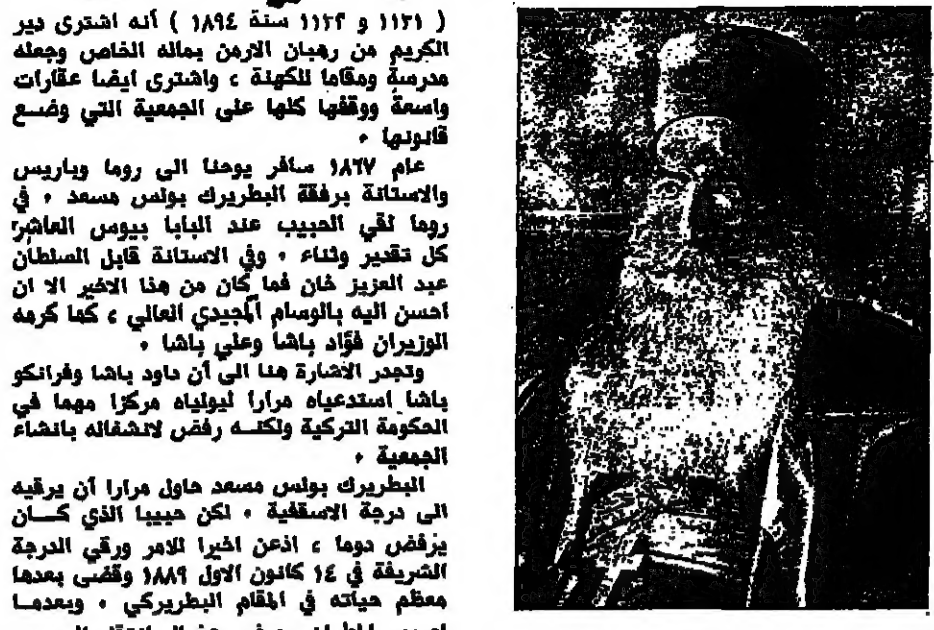 ( ١١٢١ و ١١٢٢ سنة ١٨٩٤ ) أنه اشترى دير
الكريم من رهبان الارمن بماله الخاص وجعله
مدرسة ومقاما للكهنة ، واشترى ايضا عقارات
واسعة ووقفها كلها على الجمعية التي وضع
قانونها ٠
عام ١٨٦٧ سافر يوحنا الى روما وباريس
والاستانة برفقة البطريرك بولس مسعد ٠ في
روما لقي الحبيب عند البابا بيوس العاشر
كل تقدير وثناء ٠ وفي الاستانة قابل السلطان
عبد العزيز خان فما كان من هذا الاخير الا ان
احسن اليه بالوسام المجيدي العالي ، كما كرمه
الوزيران فؤاد باشا وعلي باشا ٠
وتجدر الاشارة هنا الى أن داود باشا وفرانكو
باشا استدعياه مرارا ليولياه مركزا مهما في
الحكومة التركية ولكنه رفض لانشغاله بانشاء
الجمعية ٠
البطريرك بولس مسعد حاول مرارا أن يرقيه
الى درجة الاسقفية ٠ لكن حبيبا الذي كان
يرفض دوما ، اذعن اخيرا للامر ورقي الدرجة
الشريفة في ١٤ كانون الاول ١٨٨٩ وقضى بعدها
معظم حياته في المقام البطريركي ٠ وبعدما